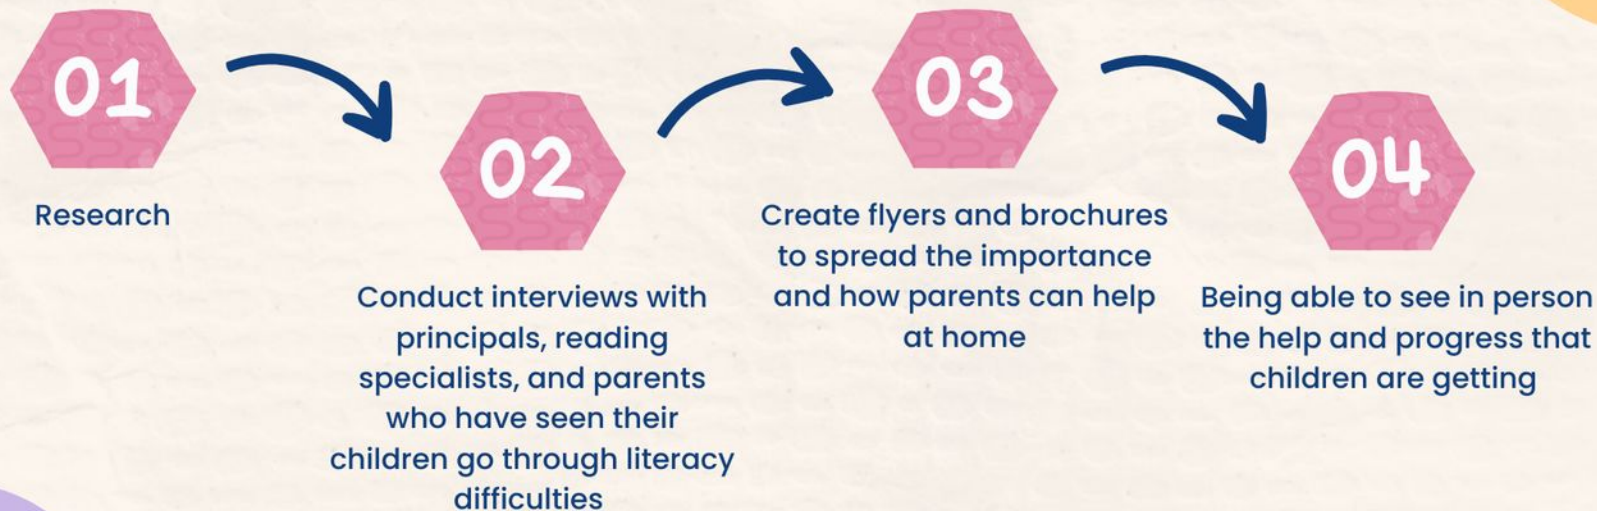 01
Research
02
Conduct interviews with
principals, reading
specialists, and parents
who have seen their
children go through literacy
difficulties
03
Create flyers and brochures
to spread the importance
and how parents can help
at home
04
Being able to see in person
the help and progress that
children are getting